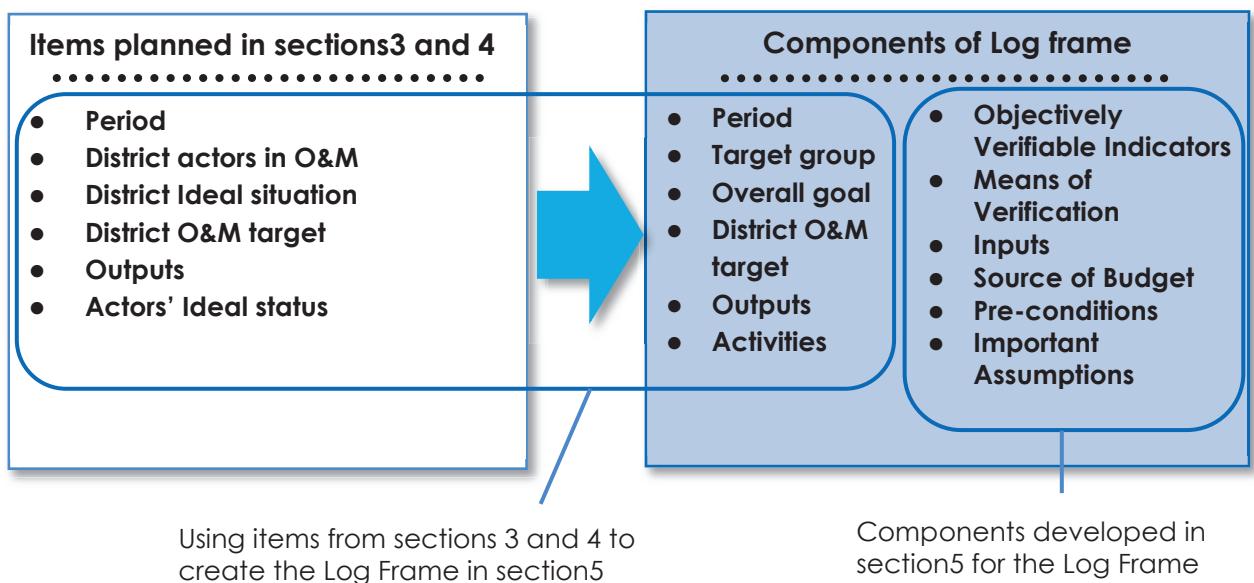 Items planned in sections3 and 4
● Period
● District actors in O&M
● District Ideal situation
● District O&M target
● Outputs
● Actors’ Ideal status
Components of Log frame
● Period
● Target group
● Overall goal
● District O&M
target
● Outputs
● Activities
● Objectively
Verifiable Indicators
● Means of
Verification
● Inputs
● Source of Budget
● Pre-conditions
● Important
Assumptions
Using items from sections 3 and 4 to
create the Log Frame in section5
Components developed in
section5 for the Log Frame